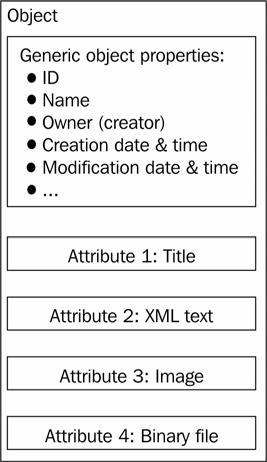 Object
Generic object properties:
● ID
● Name
● Owner (creator)
● Creation date & time
● Modification date & time
● ...
Attribute 1: Title
Attribute 2: XML text
Attribute 3: Image
Attribute 4: Binary file